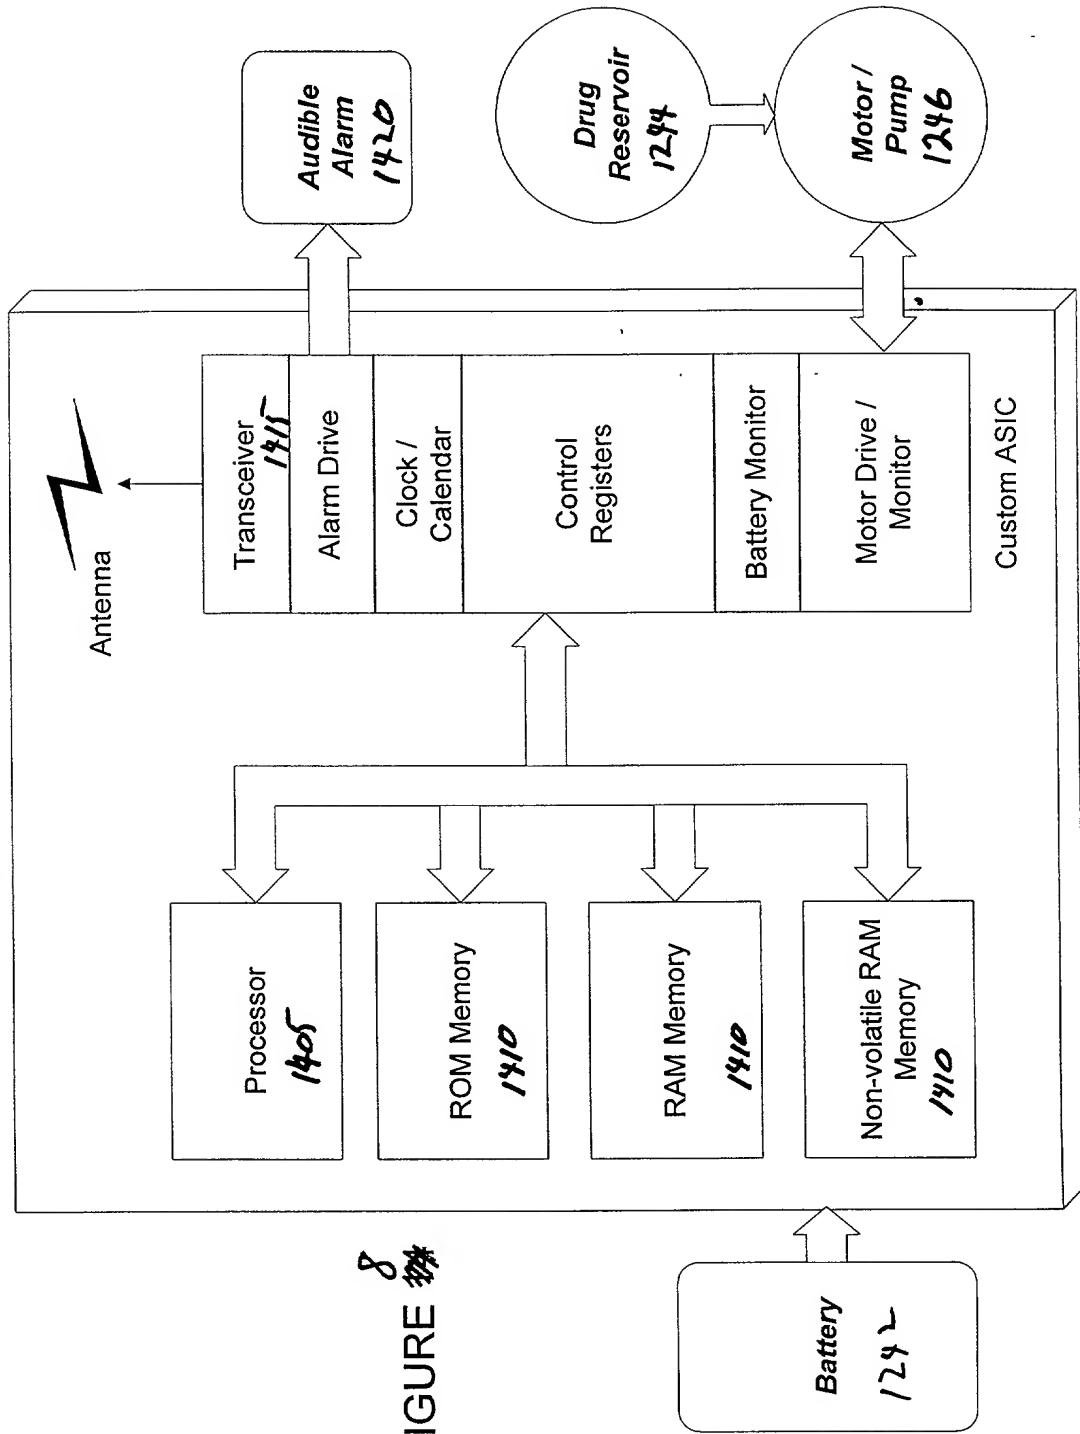 IGURE 8
Battery
1242
Processor
1405
ROM Memory
1410
RAM Memory
1410
Non-volatile RAM
Memory
1410
Antenna
Transceiver
1415
Alarm Drive
Clock /
Calendar
Control
Registers
Battery Monitor
Motor Drive /
Monitor
Custom ASIC
Audible
Alarm
1420
Drug
Reservoir
1244
Motor /
Pump
1246